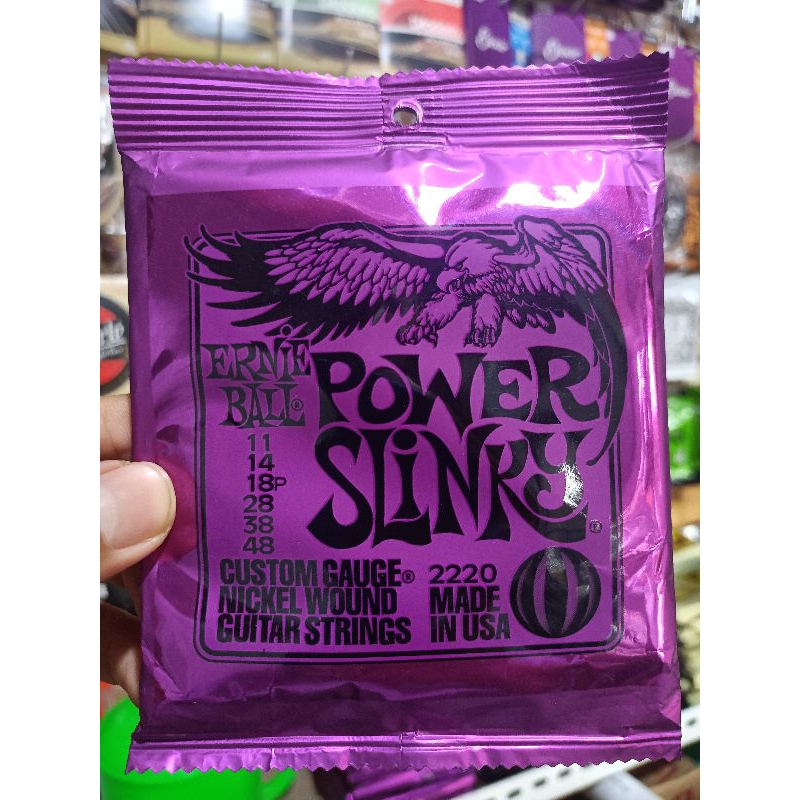 ERNIE
BALL®
POWER
SLINKY®
11
14
18P
28
38
48
CUSTOM GAUGE®
NICKEL WOUND
GUITAR STRINGS
2220
MADE
IN USA